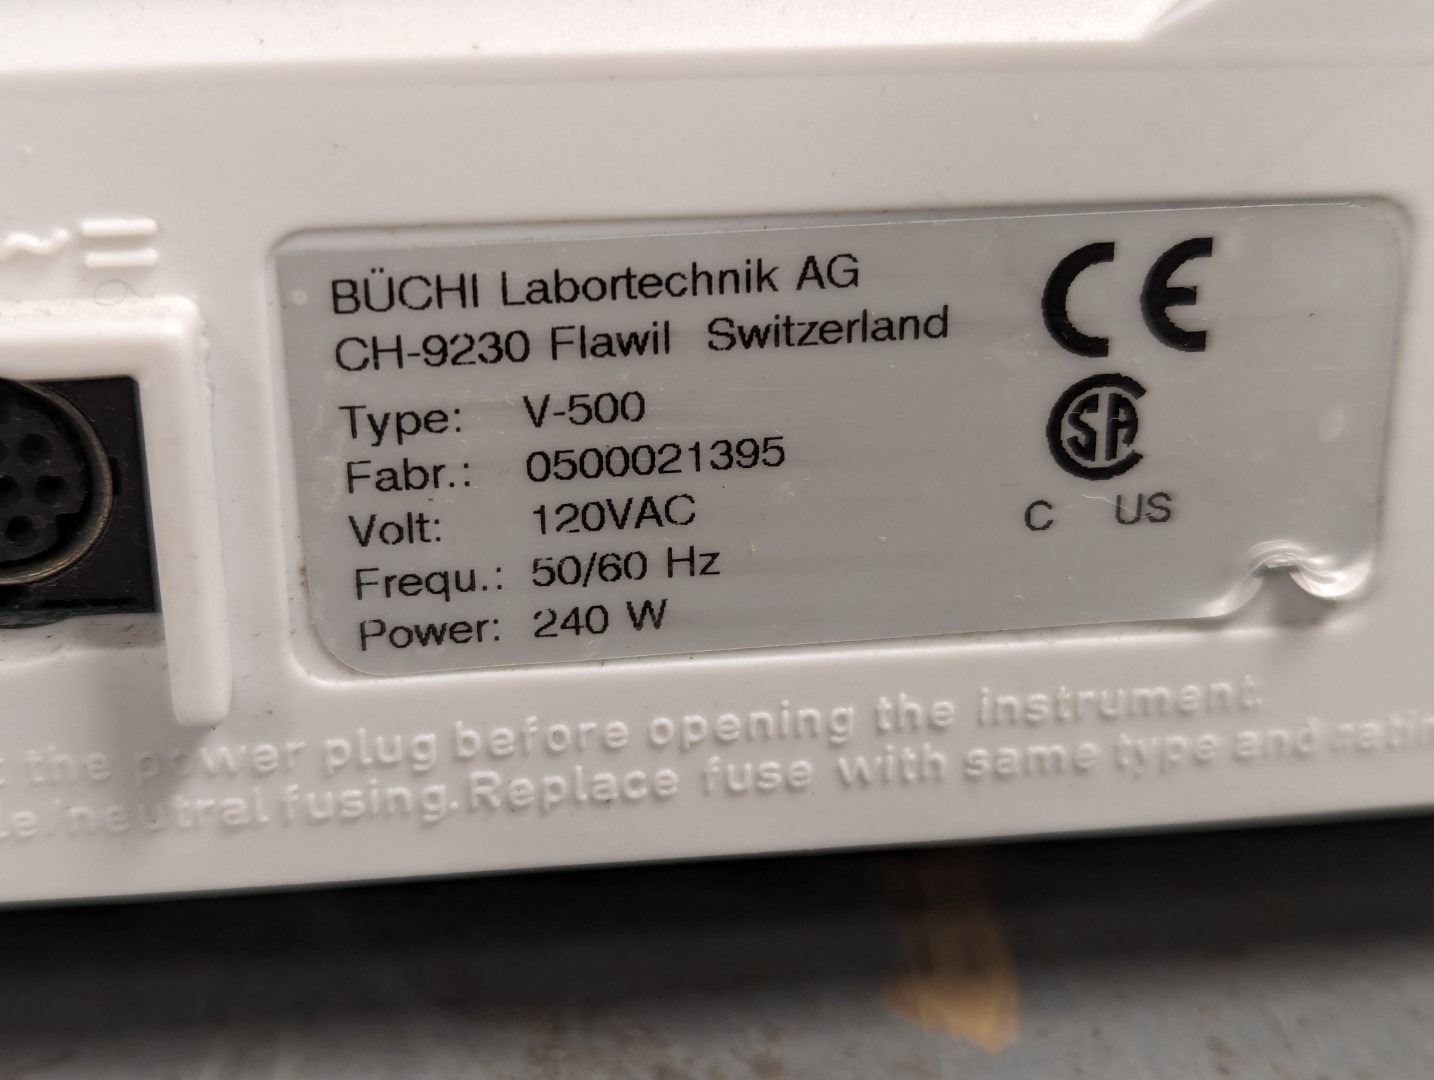 BÜCHI Labortechnik AG
CH-9230 Flawil Switzerland
Type: V-500
Fabr.: 0500021395
Volt: 120VAC
Frequ.: 50/60 Hz
Power: 240 W
CE
CSA
C US
the power plug before opening the instrument.
neutral fusing. Replace fuse with same type and